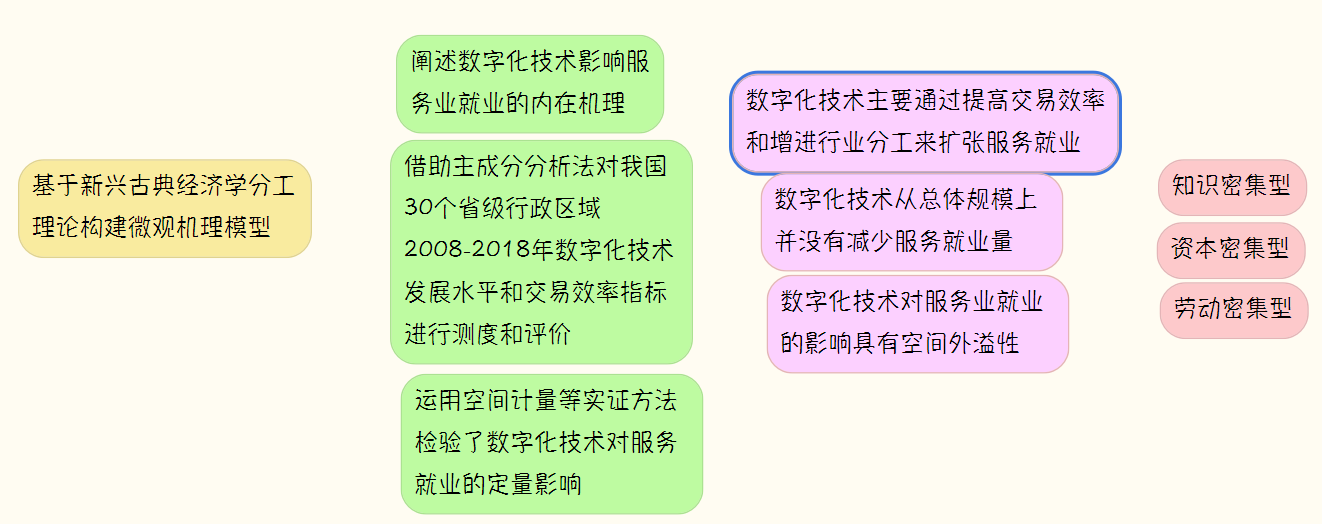 基于新兴古典经济学分工
理论构建微观机理模型
阐述数字化技术影响服
务业就业的内在机理
借助主成分分析法对我国
30个省级行政区域
2008-2018年数字化技术
发展水平和交易效率指标
进行测度和评价
运用空间计量等实证方法
检验了数字化技术对服务
就业的定量影响
数字化技术主要通过提高交易效率
和增进行业分工来扩张服务就业
数字化技术从总体规模上
并没有减少服务就业量
数字化技术对服务业就业
的影响具有空间外溢性
知识密集型
资本密集型
劳动密集型